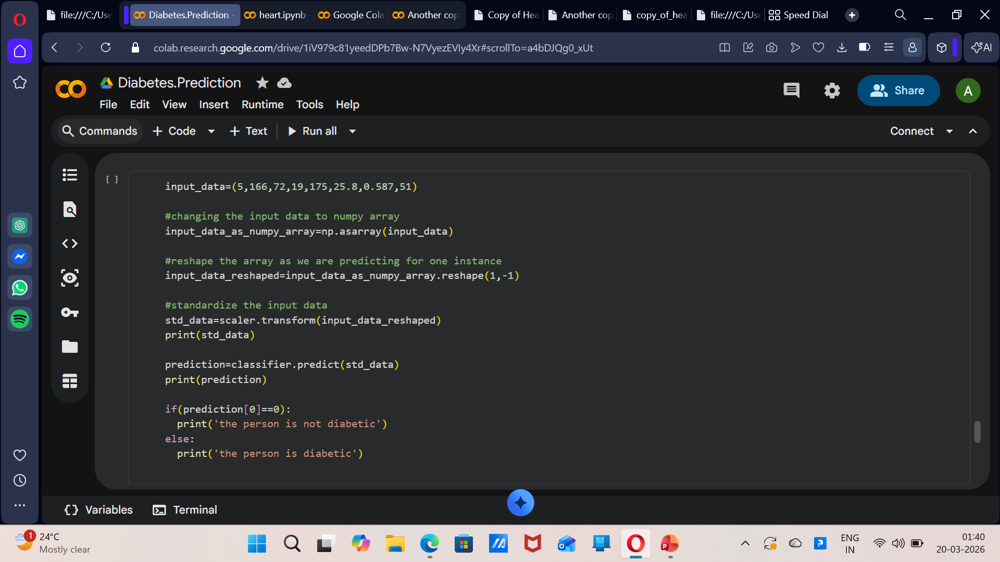 file:///C:/Use
Diabetes.Prediction -
heart.ipynb -
Google Cola
Another cop
Copy of Hea
Another cop
copy_of_hea
file:///C:/Use
Speed Dial
colab.research.google.com/drive/1iV979c81yeedDPb7Bw-N7VyezEVly4Xr#scrollTo=a4bDJQg0_xUt
AI
Diabetes.Prediction
File Edit View Insert Runtime Tools Help
Share
A
Commands + Code + Text Run all
Connect
[ ]
input_data=(5,166,72,19,175,25.8,0.587,51)
#changing the input data to numpy array
input_data_as_numpy_array=np.asarray(input_data)
#reshape the array as we are predicting for one instance
input_data_reshaped=input_data_as_numpy_array.reshape(1,-1)
#standardize the input data
std_data=scaler.transform(input_data_reshaped)
print(std_data)
prediction=classifier.predict(std_data)
print(prediction)
if(prediction[0]==0):
  print('the person is not diabetic')
else:
  print('the person is diabetic')
{} Variables
Terminal
1
24°C
Mostly clear
ENG
IN
01:40
20-03-2026